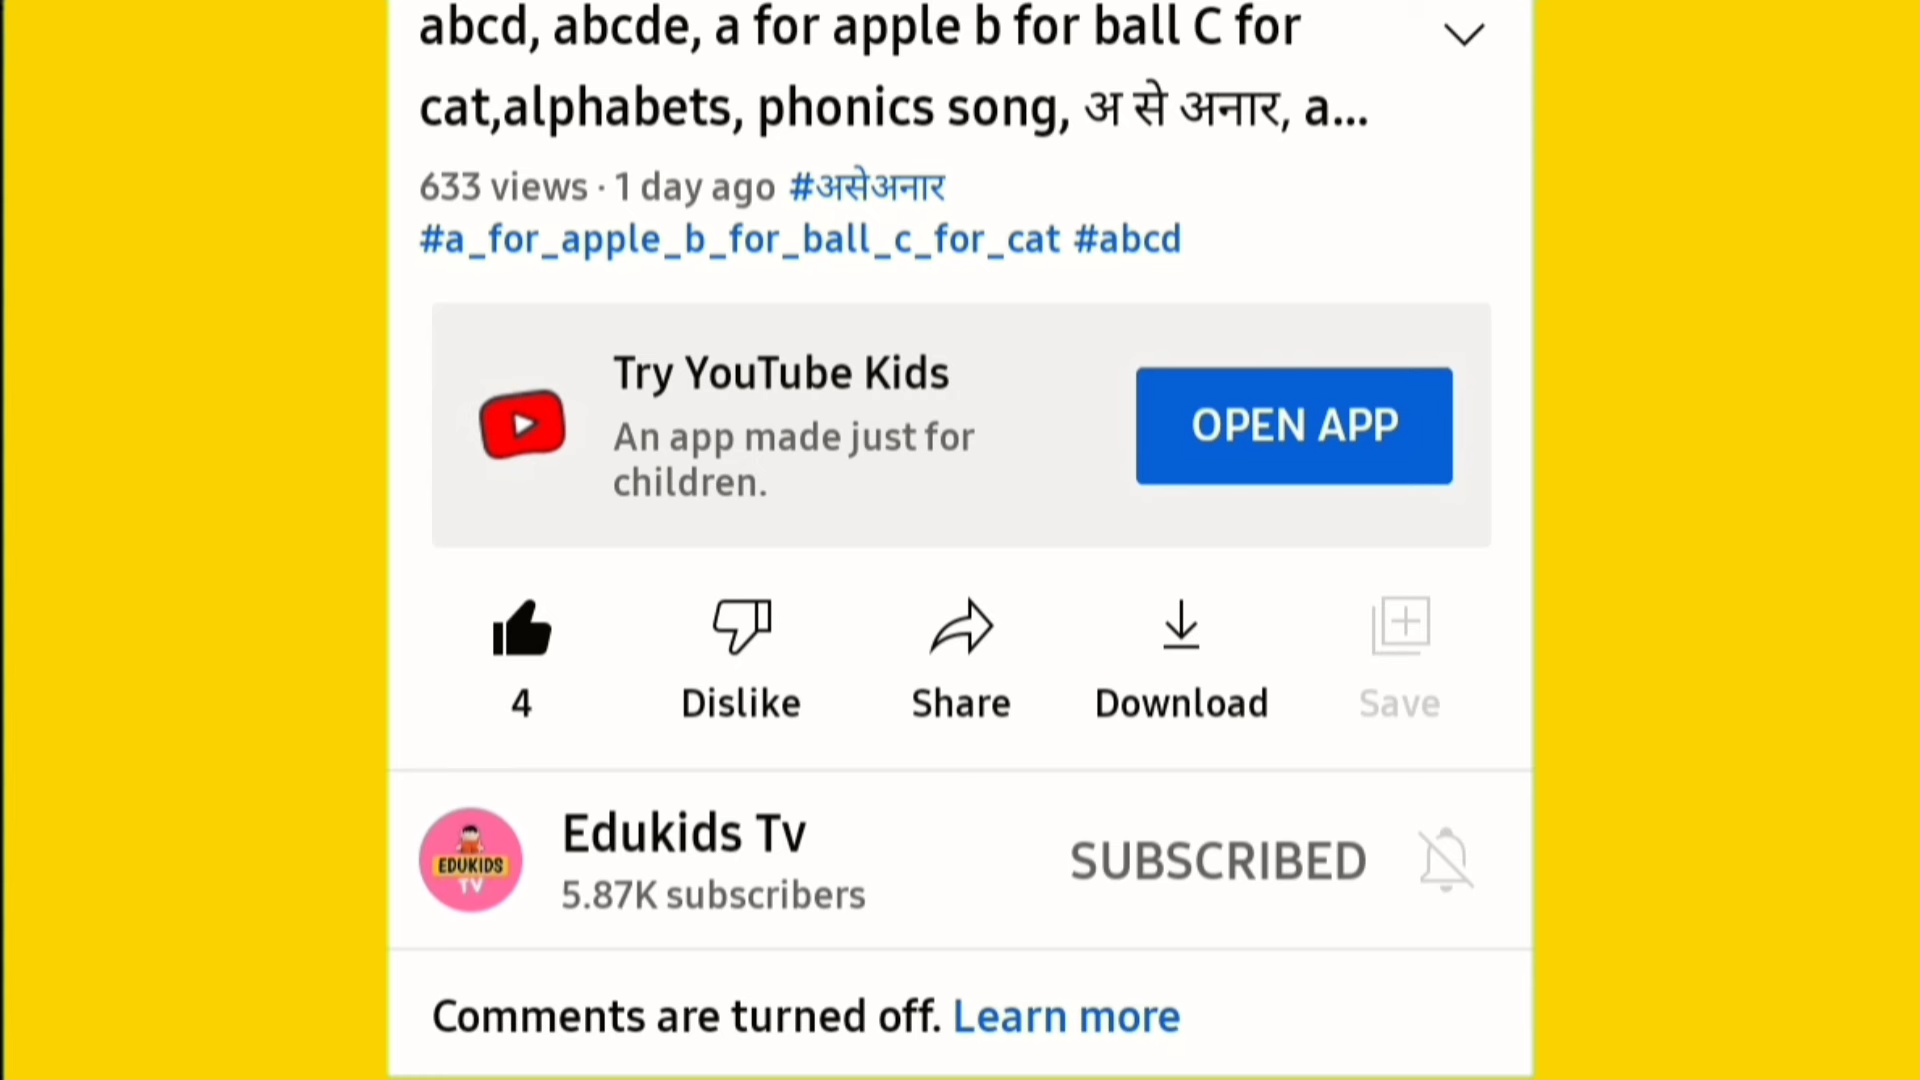 abcd, abcde, a for apple b for ball C for
cat,alphabets, phonics song, अ से अनार, a...
633 views · 1 day ago #असेअनार
#a_for_apple_b_for_ball_c_for_cat #abcd
Try YouTube Kids
An app made just for
children.
OPEN APP
4
Dislike
Share
Download
Save
EDUKIDS
TV
Edukids Tv
5.87K subscribers
SUBSCRIBED
Comments are turned off. Learn more